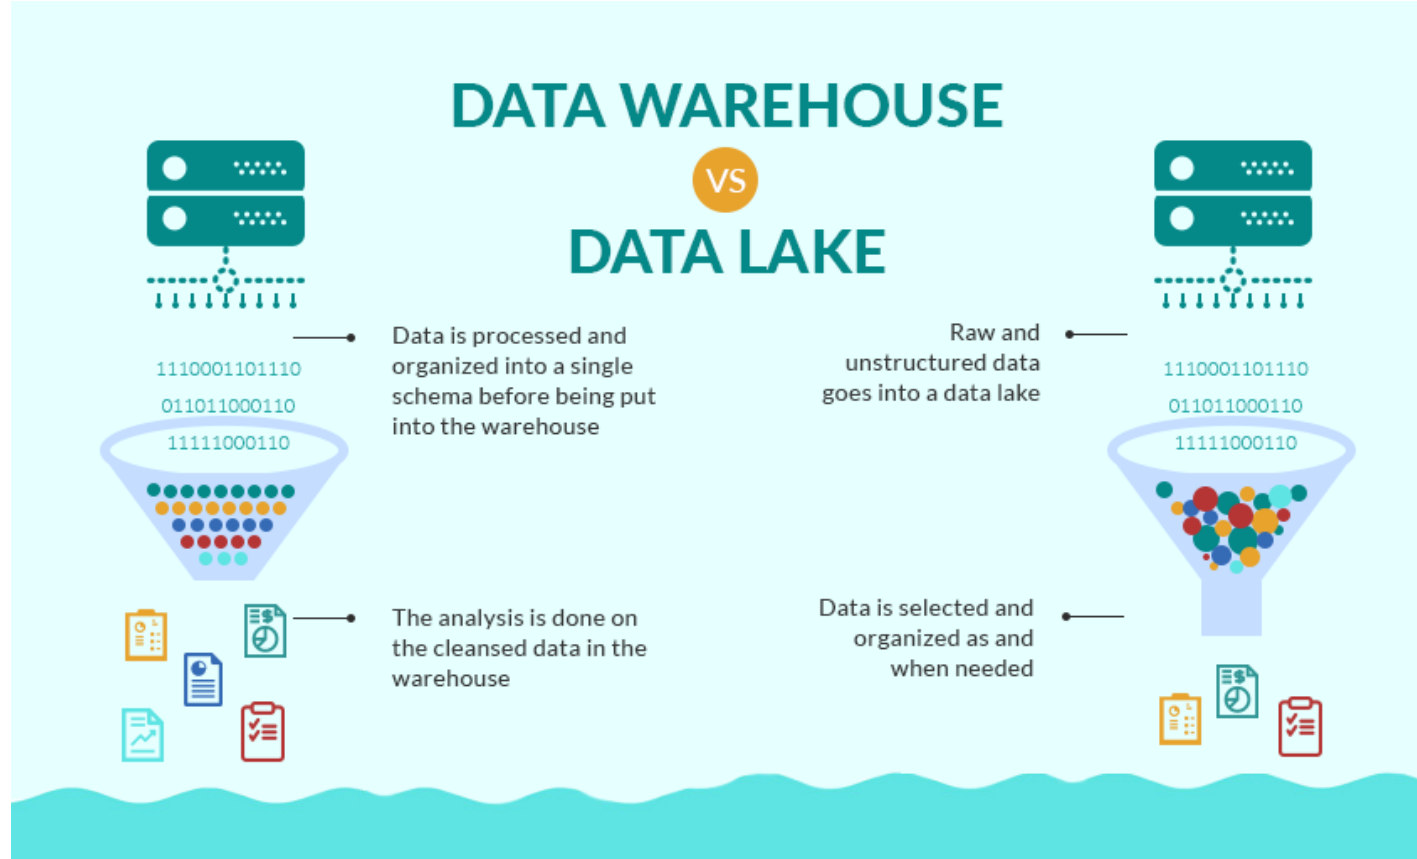 DATA WAREHOUSE
VS
DATA LAKE
Data is processed and
organized into a single
schema before being put
into the warehouse
1110001101110
011011000110
11111000110
The analysis is done on
the cleansed data in the
warehouse
Raw and
unstructured data
goes into a data lake
1110001101110
011011000110
11111000110
Data is selected and
organized as and
when needed